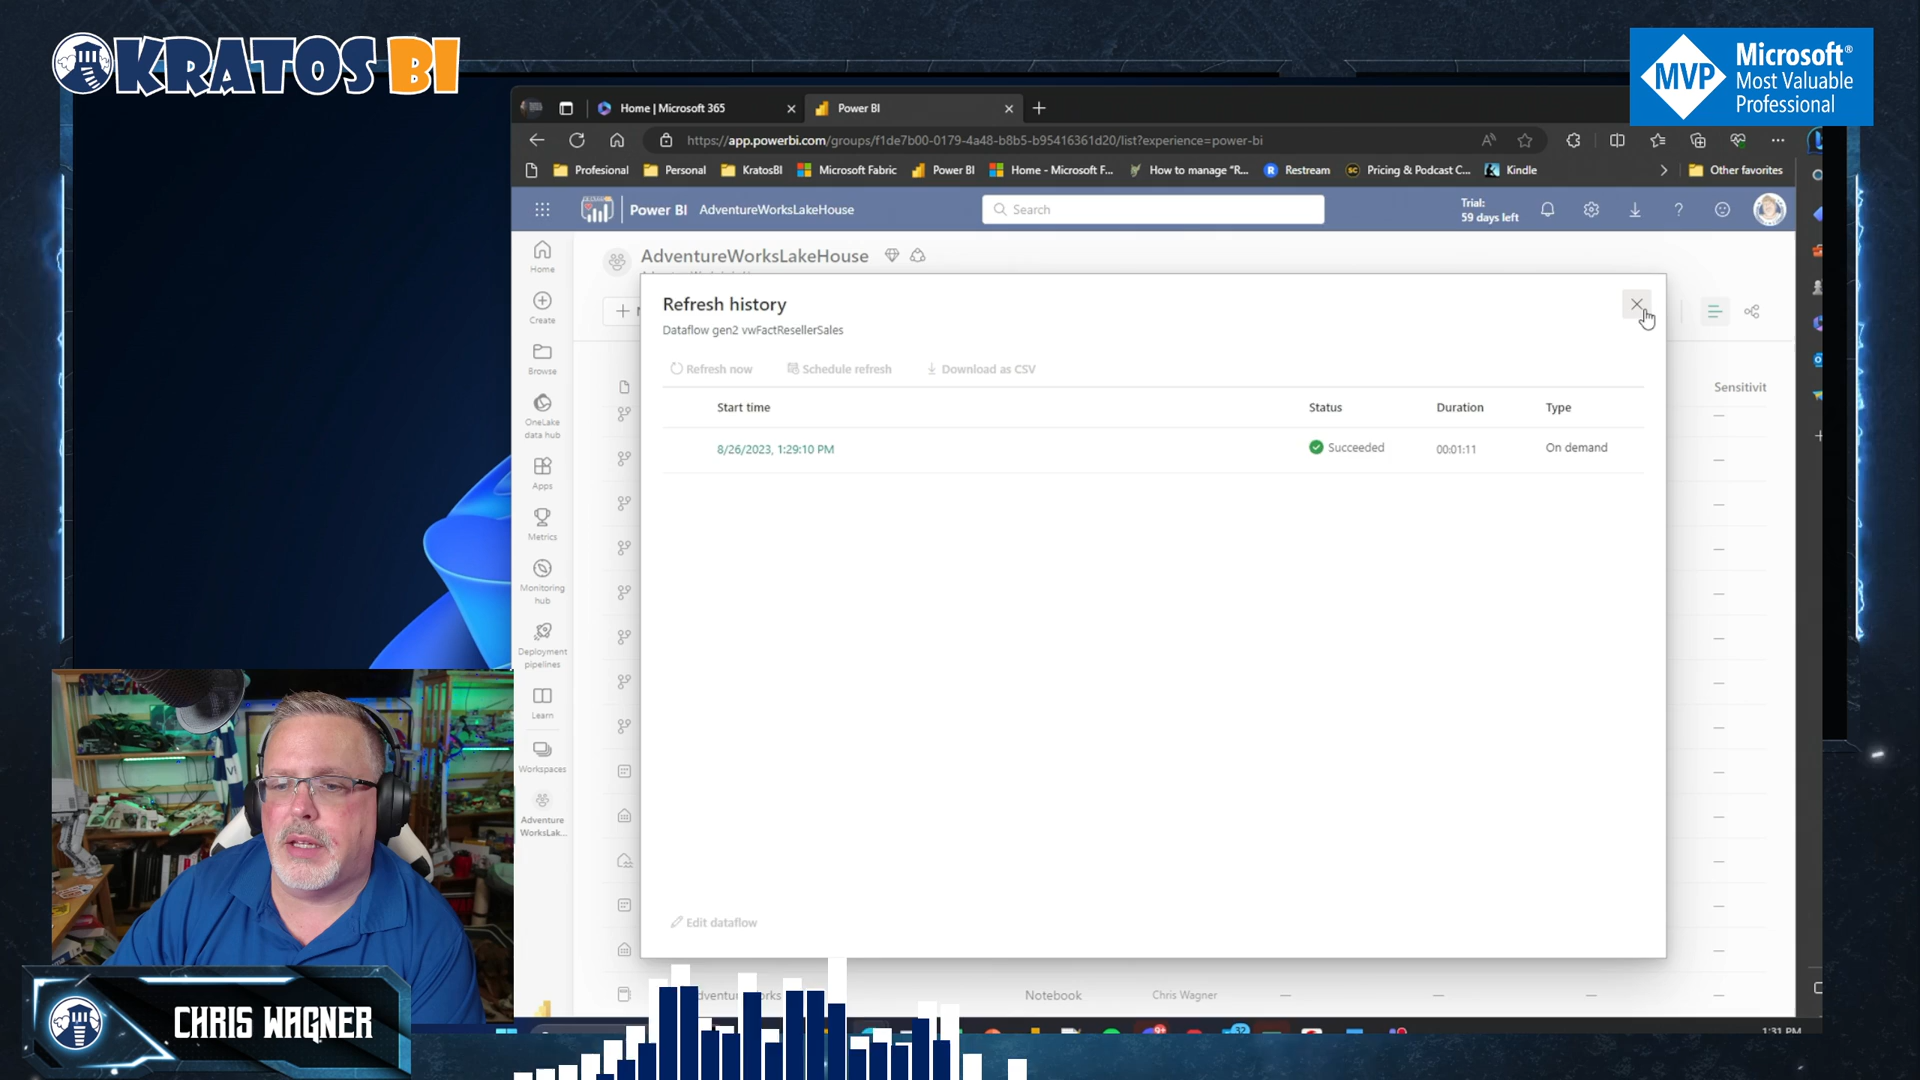 KRATOS BI
MVP
Microsoft®
Most Valuable
Professional
Home | Microsoft 365
Power BI
https://app.powerbi.com/groups/f1de7b00-0179-4a48-b8b5-b95416361d20/list?experience=power-bi
Profesional
Personal
KratosBI
Microsoft Fabric
Power BI
Home - Microsoft F...
How to manage "R...
Restream
Pricing & Podcast C...
Kindle
Other favorites
Power BI
AdventureWorksLakeHouse
Search
Trial:
59 days left
AdventureWorksLakeHouse
Home
Create
Browse
OneLake
data hub
Apps
Metrics
Monitoring
hub
Deployment
pipelines
Learn
Workspaces
Adventure
WorksLak...
Refresh history
Dataflow gen2 vwFactResellerSales
Refresh now
Schedule refresh
Download as CSV
Start time
Status
Duration
Type
8/26/2023, 1:29:10 PM
Succeeded
00:01:11
On demand
Edit dataflow
Sensitivit
Notebook
Chris Wagner
32
1:31 PM
CHRIS WAGNER